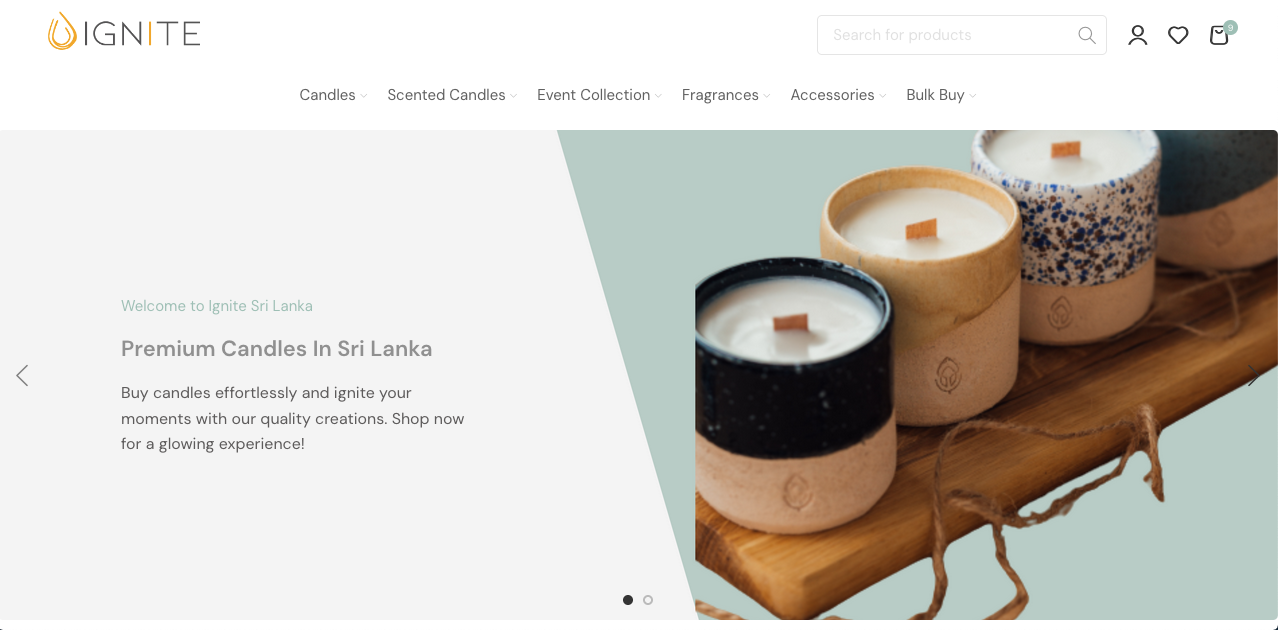 IGNITE
Search for products
9
Candles
Scented Candles
Event Collection
Fragrances
Accessories
Bulk Buy
Welcome to Ignite Sri Lanka
Premium Candles In Sri Lanka
Buy candles effortlessly and ignite your
moments with our quality creations. Shop now
for a glowing experience!